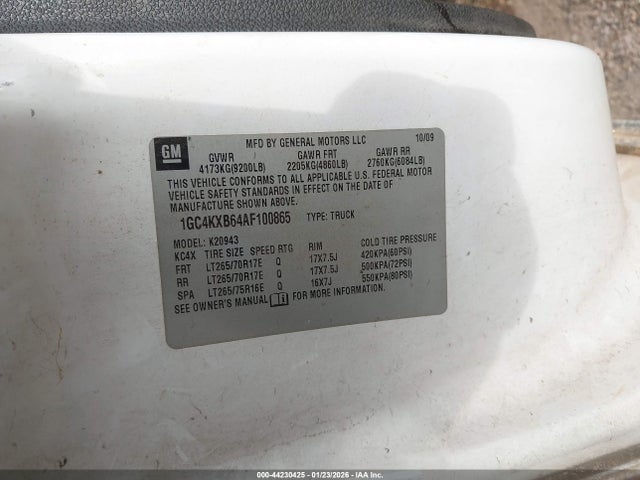 GM
MFD BY GENERAL MOTORS LLC 10/09
GVWR GAWR FRT GAWR RR
4173KG(9200LB) 2205KG(4860LB) 2760KG(6084LB)
THIS VEHICLE CONFORMS TO ALL APPLICABLE U.S. FEDERAL MOTOR
VEHICLE SAFETY STANDARDS IN EFFECT ON THE DATE OF
MANUFACTURE SHOWN ABOVE.
1GC4KXB64AF100865 TYPE: TRUCK
MODEL: K20943
KC4X TIRE SIZE SPEED RTG RIM COLD TIRE PRESSURE
FRT LT265/70R17E Q 17X7.5J 420KPA(60PSI)
RR LT265/70R17E Q 17X7.5J 500KPA(72PSI)
SPA LT265/75R16E Q 16X7J 550KPA(80PSI)
SEE OWNER'S MANUAL FOR MORE INFORMATION.
000-44230425 01/23/2026 COPYRIGHT IAA, LLC